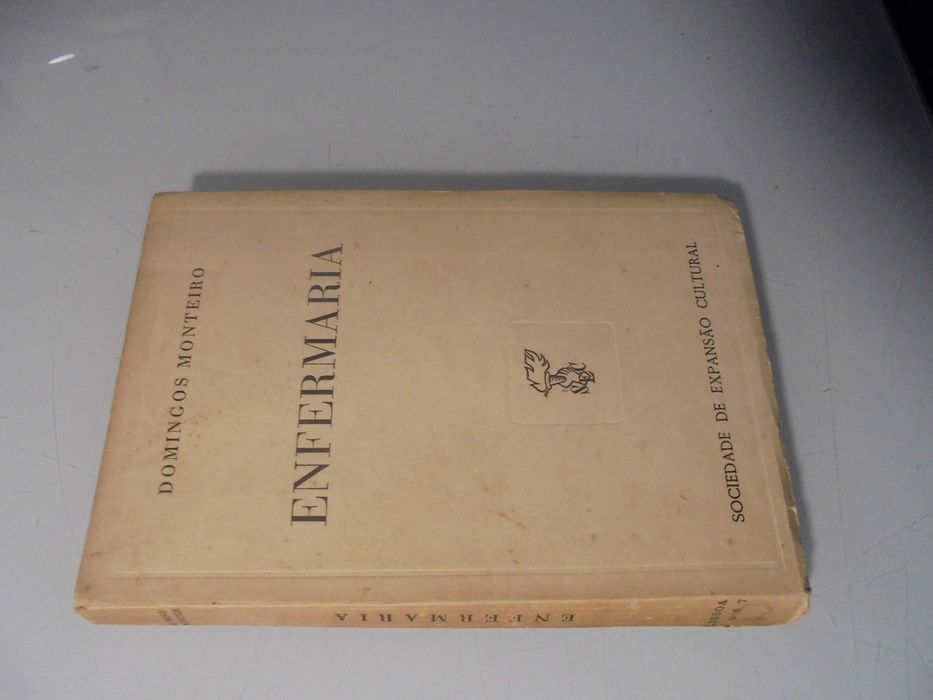 DOMINGOS MONTEIRO
ENFERMARIA
SOCIEDADE DE EXPANSÃO CULTURAL
ENFERMARIA
LISBOA